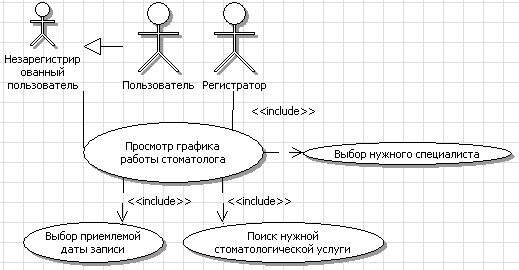 Незарегистрир
ованный
пользователь
Пользователь
Регистратор
<<include>>
Просмотр графика
работы стоматолога
Выбор нужного специалиста
<<include>>
<<include>>
Выбор приемлемой
даты записи
Поиск нужной
стоматологической услуги